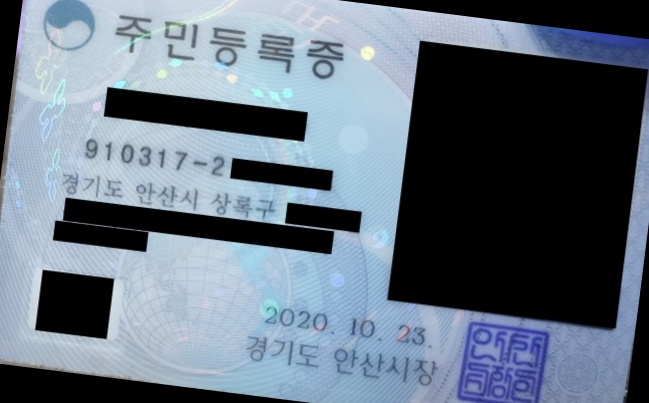 주민등록증
910317-2
경기도 안산시 상록구
2020. 10. 23.
경기도 안산시장